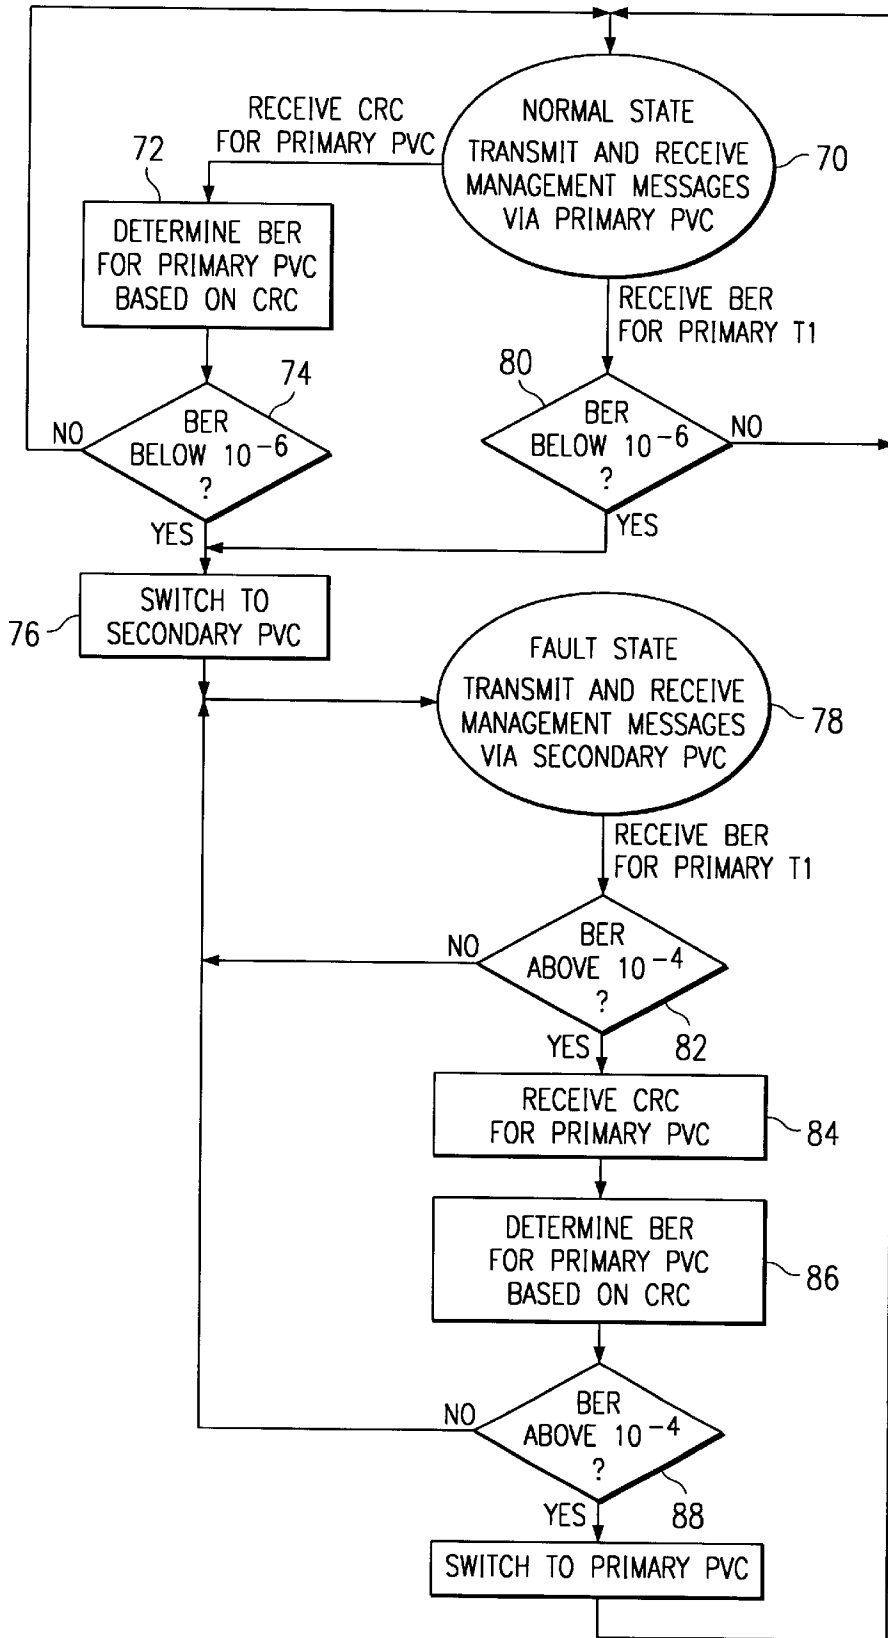 RECEIVE CRC
FOR PRIMARY PVC
NORMAL STATE
TRANSMIT AND RECEIVE
MANAGEMENT MESSAGES
VIA PRIMARY PVC
70
72
DETERMINE BER
FOR PRIMARY PVC
BASED ON CRC
RECEIVE BER
FOR PRIMARY T1
74
BER
BELOW 10⁻⁶
?
NO
YES
80
BER
BELOW 10⁻⁶
?
NO
YES
76
SWITCH TO
SECONDARY PVC
FAULT STATE
TRANSMIT AND RECEIVE
MANAGEMENT MESSAGES
VIA SECONDARY PVC
78
RECEIVE BER
FOR PRIMARY T1
NO
BER
ABOVE 10⁻⁴
?
82
YES
RECEIVE CRC
FOR PRIMARY PVC
84
DETERMINE BER
FOR PRIMARY PVC
BASED ON CRC
86
NO
BER
ABOVE 10⁻⁴
?
88
YES
SWITCH TO PRIMARY PVC